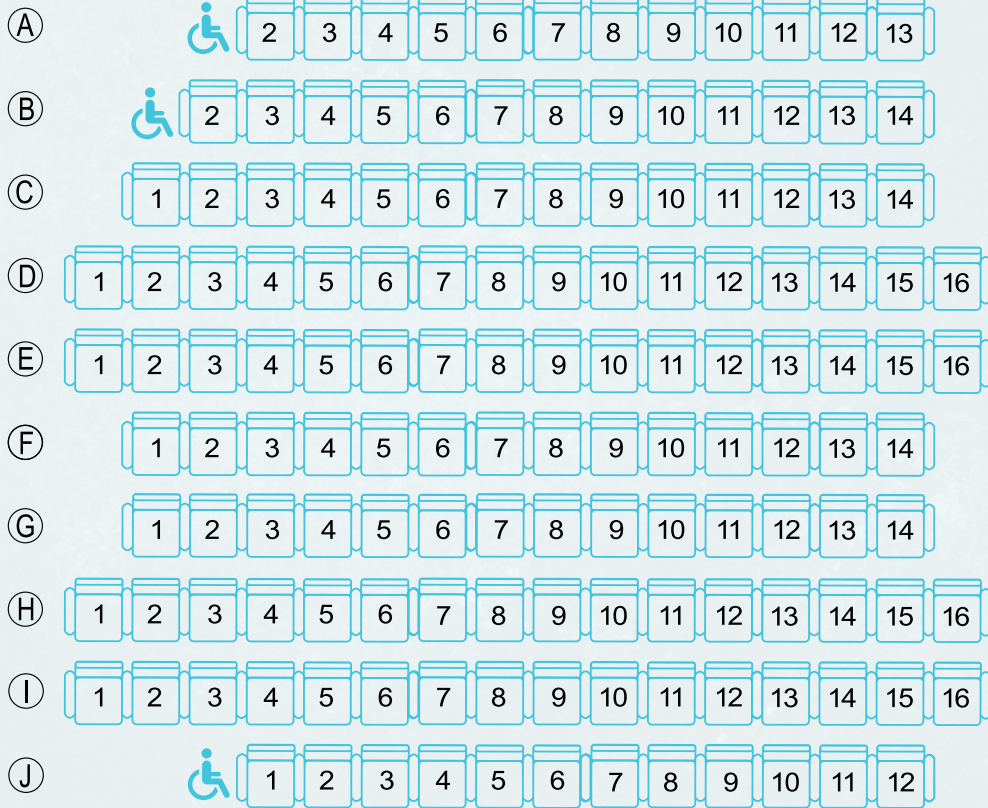 A 2 3 4 5 6 7 8 9 10 11 12 13
B 2 3 4 5 6 7 8 9 10 11 12 13 14
C 1 2 3 4 5 6 7 8 9 10 11 12 13 14
D 1 2 3 4 5 6 7 8 9 10 11 12 13 14 15 16
E 1 2 3 4 5 6 7 8 9 10 11 12 13 14 15 16
F 1 2 3 4 5 6 7 8 9 10 11 12 13 14
G 1 2 3 4 5 6 7 8 9 10 11 12 13 14
H 1 2 3 4 5 6 7 8 9 10 11 12 13 14 15 16
I 1 2 3 4 5 6 7 8 9 10 11 12 13 14 15 16
J 1 2 3 4 5 6 7 8 9 10 11 12